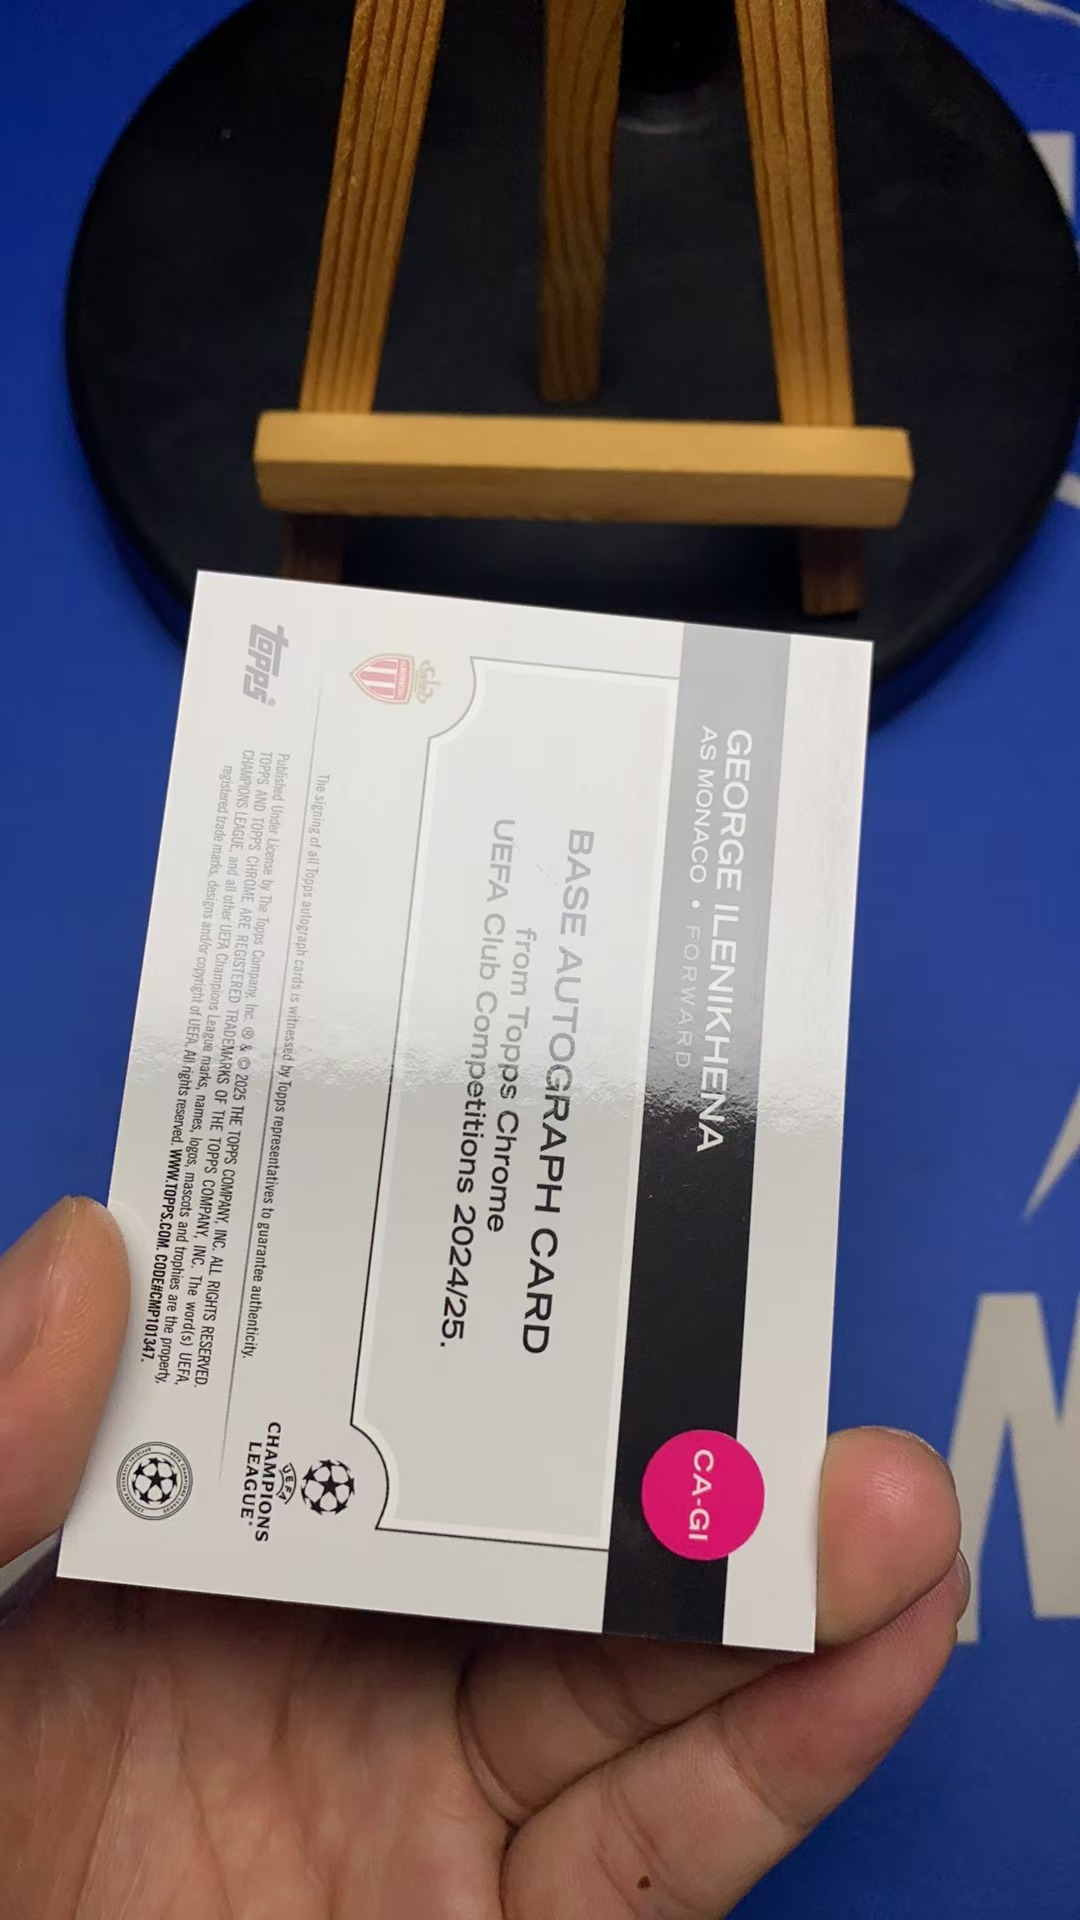 GEORGE ILENIKHENA
AS MONACO • FORWARD
CA-GI
BASE AUTOGRAPH CARD
from Topps Chrome
UEFA Club Competitions 2024/25.
UEFA
CHAMPIONS
LEAGUE®
The signing of all Topps autograph cards is witnessed by Topps representatives to guarantee authenticity.
topps
Published Under License by The Topps Company, Inc. ® & © 2025 THE TOPPS COMPANY, INC. ALL RIGHTS RESERVED.
TOPPS AND TOPPS CHROME ARE REGISTERED TRADEMARKS OF THE TOPPS COMPANY, INC. The word(s) UEFA,
CHAMPIONS LEAGUE, and all other UEFA Champions League marks, names, logos, mascots and trophies are the property,
registered trade marks, designs and/or copyright of UEFA. All rights reserved. WWW.TOPPS.COM. CODE#CMP101347.